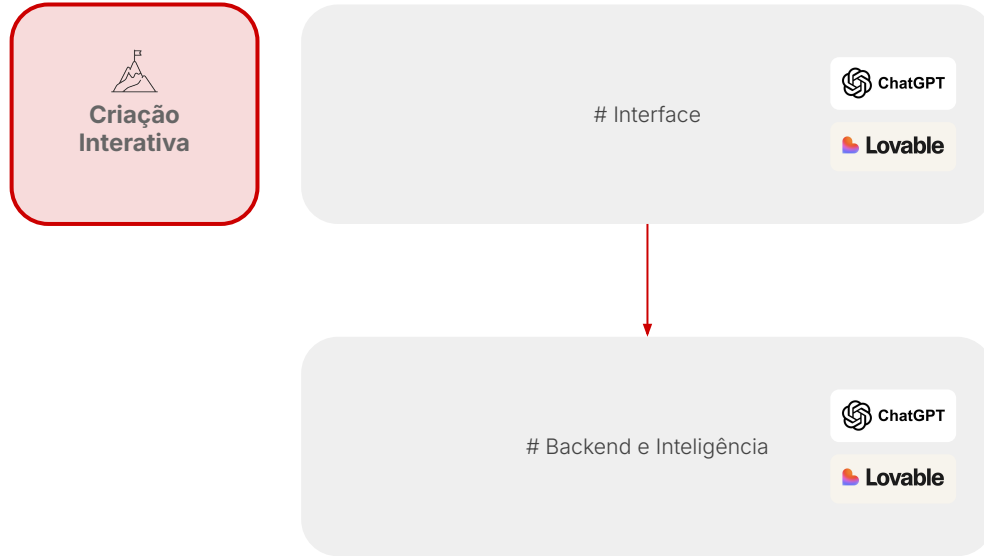 Criação
Interativa
# Interface
ChatGPT
Lovable
# Backend e Inteligência
ChatGPT
Lovable